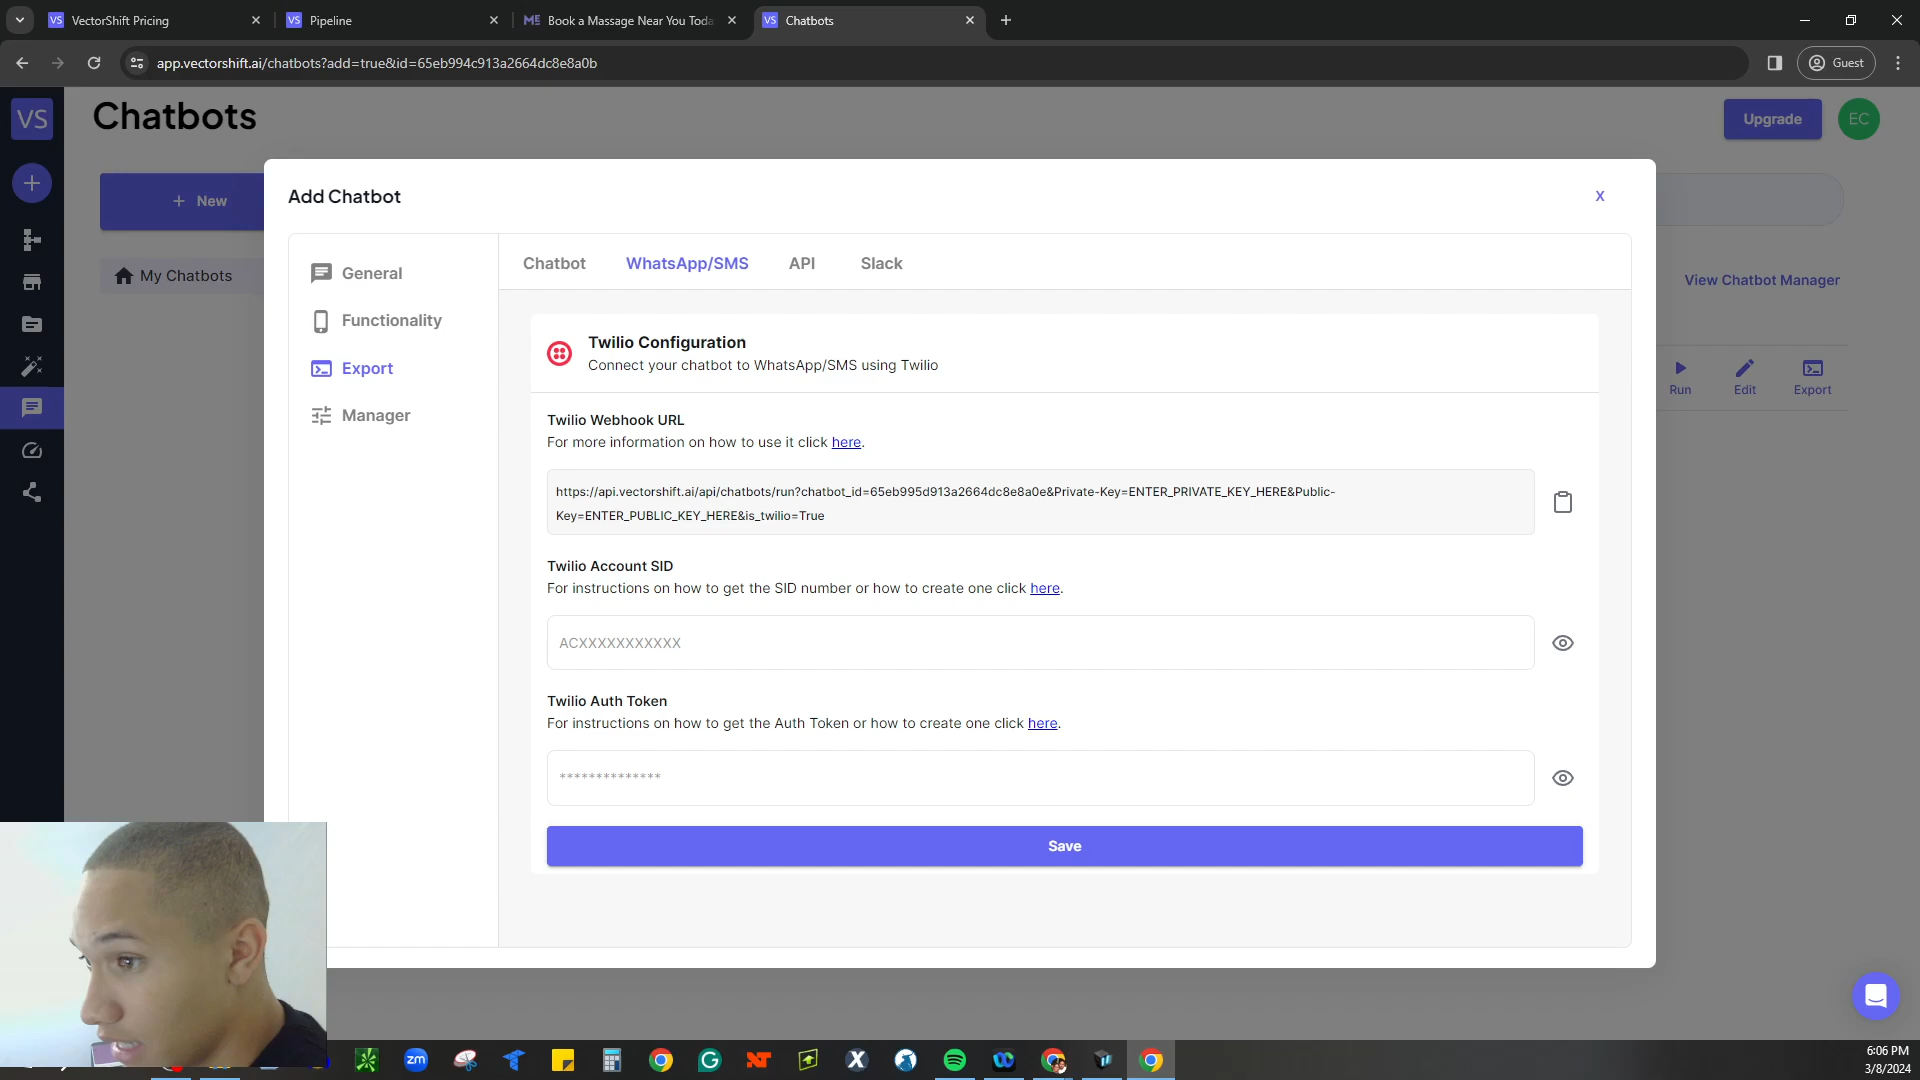 VS VectorShift Pricing
VS Pipeline
ME Book a Massage Near You Toda
VS Chatbots
app.vectorshift.ai/chatbots?add=true&id=65eb994c913a2664dc8e8a0b
Guest
VS
Chatbots
Upgrade
EC
+ New
My Chatbots
View Chatbot Manager
Run
Edit
Export
Add Chatbot
X
General
Functionality
Export
Manager
Chatbot
WhatsApp/SMS
API
Slack
Twilio Configuration
Connect your chatbot to WhatsApp/SMS using Twilio
Twilio Webhook URL
For more information on how to use it click here.
https://api.vectorshift.ai/api/chatbots/run?chatbot_id=65eb995d913a2664dc8e8a0e&Private-Key=ENTER_PRIVATE_KEY_HERE&Public-
Key=ENTER_PUBLIC_KEY_HERE&is_twilio=True
Twilio Account SID
For instructions on how to get the SID number or how to create one click here.
ACXXXXXXXXXXX
Twilio Auth Token
For instructions on how to get the Auth Token or how to create one click here.
**************
Save
zm
NT
X
6:06 PM
3/8/2024